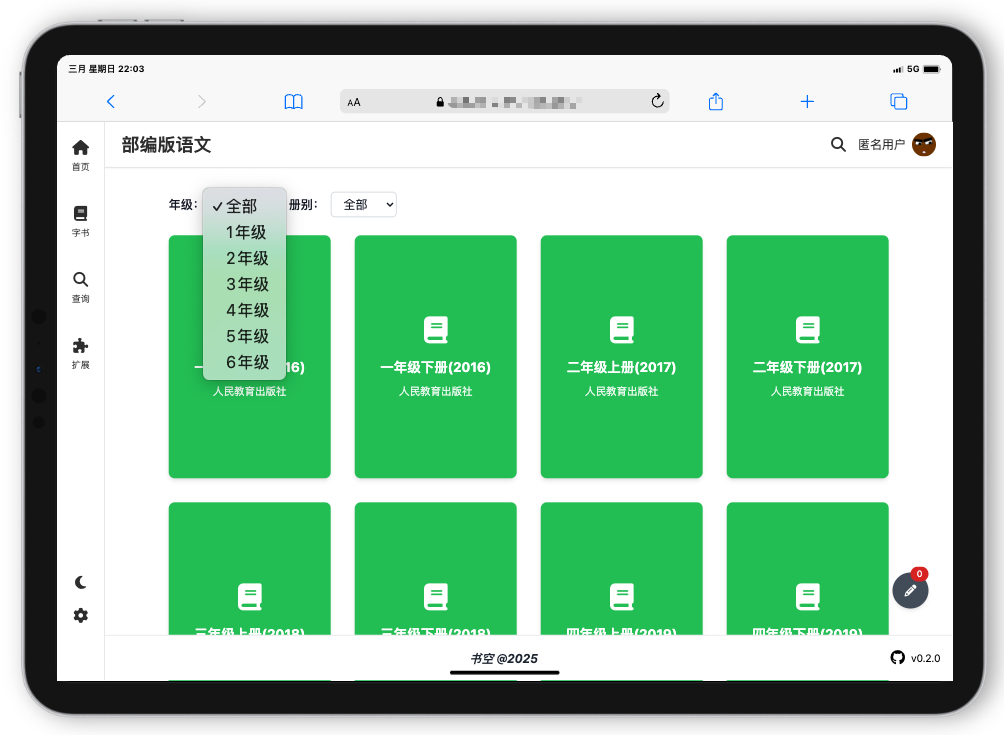 三月 星期日 22:03
5G
AA
部编版语文
匿名用户
首页
字书
查询
扩展
年级:
✓全部
1年级
2年级
3年级
4年级
5年级
6年级
册别:
全部
16)
人民教育出版社
一年级下册(2016)
人民教育出版社
二年级上册(2017)
人民教育出版社
二年级下册(2017)
人民教育出版社
三年级上册(2018)
三年级下册(2018)
四年级上册(2019)
四年级下册(2019)
0
书空 @2025
v0.2.0